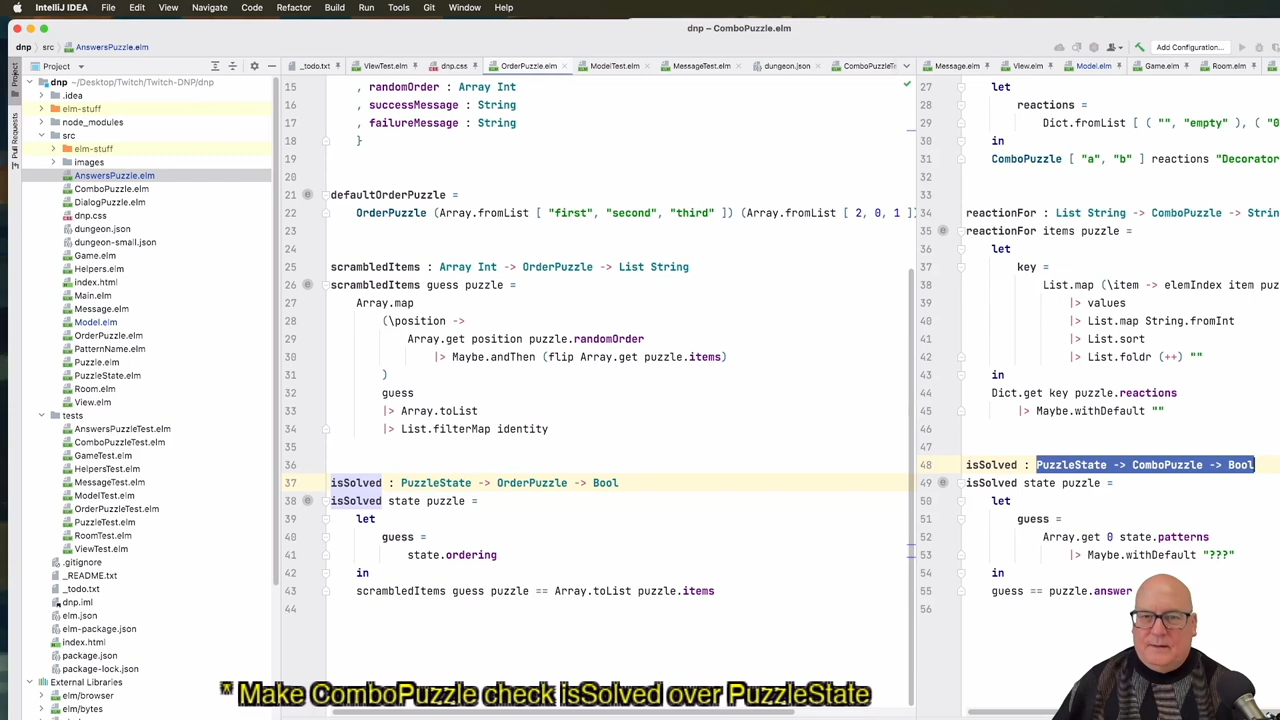 IntelliJ IDEA File Edit View Navigate Code Refactor Build Run Tools Git Window Help
dnp – ComboPuzzle.elm
dnp src AnswersPuzzle.elm
Add Configuration...
Project
_todo.txt ViewTest.elm dnp.css OrderPuzzle.elm ModelTest.elm MessageTest.elm dungeon.json ComboPuzzleTe Message.elm View.elm Model.elm Game.elm Room.elm
Project
Pull Requests
dnp ~/Desktop/Twitch/Twitch-DNP/dnp
.idea
elm-stuff
node_modules
src
elm-stuff
images
AnswersPuzzle.elm
ComboPuzzle.elm
DialogPuzzle.elm
dnp.css
dungeon.json
dungeon-small.json
Game.elm
Helpers.elm
index.html
Main.elm
Message.elm
Model.elm
OrderPuzzle.elm
PatternName.elm
Puzzle.elm
PuzzleState.elm
Room.elm
View.elm
tests
AnswersPuzzleTest.elm
ComboPuzzleTest.elm
GameTest.elm
HelpersTest.elm
MessageTest.elm
ModelTest.elm
OrderPuzzleTest.elm
PuzzleTest.elm
RoomTest.elm
ViewTest.elm
.gitignore
_README.txt
_todo.txt
dnp.iml
elm.json
elm-package.json
index.html
package.json
package-lock.json
External Libraries
elm/browser
elm/bytes
15 , randomOrder : Array Int
16 , successMessage : String
17 , failureMessage : String
18 }
19
20
21 defaultOrderPuzzle =
22 OrderPuzzle (Array.fromList [ "first", "second", "third" ]) (Array.fromList [ 2, 0, 1 ]
23
24
25 scrambledItems : Array Int -> OrderPuzzle -> List String
26 scrambledItems guess puzzle =
27 Array.map
28 (\position ->
29 Array.get position puzzle.randomOrder
30 |> Maybe.andThen (flip Array.get puzzle.items)
31 )
32 guess
33 |> Array.toList
34 |> List.filterMap identity
35
36
37 isSolved : PuzzleState -> OrderPuzzle -> Bool
38 isSolved state puzzle =
39 let
40 guess =
41 state.ordering
42 in
43 scrambledItems guess puzzle == Array.toList puzzle.items
44
27 let
28 reactions =
29 Dict.fromList [ ( "", "empty" ), ( "0
30 in
31 ComboPuzzle [ "a", "b" ] reactions "Decorator
32
33
34 reactionFor : List String -> ComboPuzzle -> Strin
35 reactionFor items puzzle =
36 let
37 key =
38 List.map (\item -> elemIndex item puz
39 |> values
40 |> List.map String.fromInt
41 |> List.sort
42 |> List.foldr (++) ""
43 in
44 Dict.get key puzzle.reactions
45 |> Maybe.withDefault ""
46
47
48 isSolved : PuzzleState -> ComboPuzzle -> Bool
49 isSolved state puzzle =
50 let
51 guess =
52 Array.get 0 state.patterns
53 |> Maybe.withDefault "???"
54 in
55 guess == puzzle.answer
56
* Make ComboPuzzle check isSolved over PuzzleState